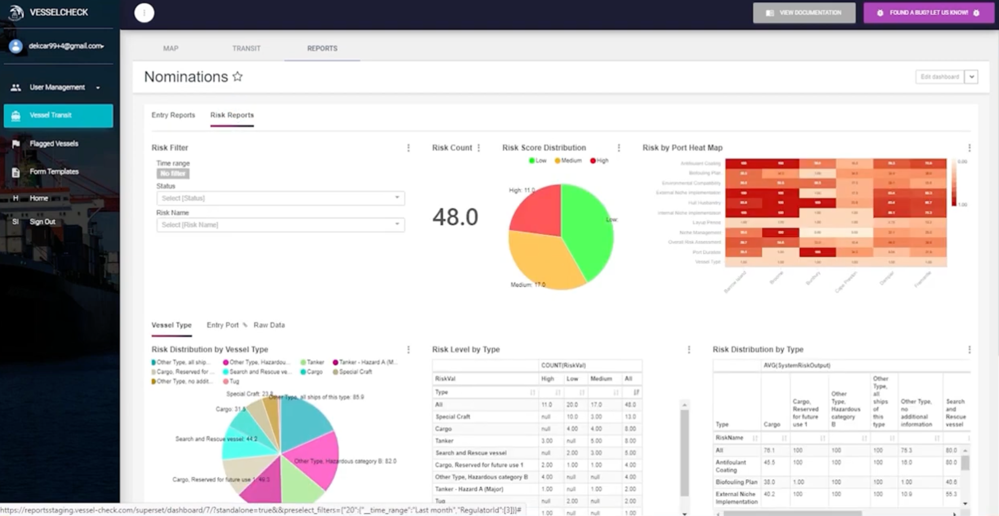 VESSELCHECK
VIEW DOCUMENTATION
FOUND A BUG? LET US KNOW!
dekcar99+4@gmail.com
MAP TRANSIT REPORTS
Nominations
Edit dashboard
User Management
Vessel Transit
Flagged Vessels
Form Templates
H Home
SI Sign Out
Entry Reports Risk Reports
Risk Filter
Time range
No filter
Status
Select [Status]
Risk Name
Select [Risk Name]
Risk Count
48.0
Risk Score Distribution
Low Medium High
High: 11.0
Low:
Medium: 17.0
Risk by Port Heat Map
0.00
1.00
Antifoulant Coating
Biofouling Plan
Environmental Compatibility
External Niche Implementation
Hull Husbandry
Internal Niche Implementation
Layup Period
Niche Management
Overall Risk Assessment
Port Duration
Vessel Type
Barrow Island Broome Bunbury Cape Preston Dampier Fremantle
Vessel Type Entry Port Raw Data
Risk Distribution by Vessel Type
Other Type, all ship... Other Type, Hazardou... Tanker Tanker - Hazard A (M...
Cargo, Reserved for ... Search and Rescue ve... Cargo Special Craft
Other Type, no addit... Tug
Special Craft: 23.
Other Type, all ships of this type: 85.9
Cargo: 31.
Search and Rescue vessel: 44.2
Other Type, Hazardous category B: 82.0
Cargo, Reserved for future use 1: 49.3
Risk Level by Type
COUNT(RiskVal)
RiskVal High Low Medium All
Type
All 11.0 20.0 17.0 48.0
Special Craft null 10.0 3.00 13.0
Cargo null 4.00 4.00 8.00
Tanker 3.00 null 5.00 8.00
Search and Rescue vessel null 2.00 3.00 5.00
Cargo, Reserved for future use 1 2.00 1.00 1.00 4.00
Other Type, Hazardous category B 4.00 null null 4.00
Tanker - Hazard A (Major) 1.00 null 1.00 2.00
Tug null 2.00 null 2.00
1.00 null null 1.00
Risk Distribution by Type
AVG(SystemRiskOutput)
Type Cargo Cargo, Reserved for future use 1 Other Type, Hazardous category B Other Type, all ships of this type Other Type, no additional information Search and Rescue vessel
RiskName
All 76.1 100 100 100 75.3 80.0
Antifoulant Coating 45.5 100 100 100 16.0 80.0
Biofouling Plan 38.0 1.00 100 100 1.00 40.6
External Niche Implementation 40.2 100 100 100 10.9 55.3
https://reportsstaging.vessel-check.com/superset/dashboard/7/?standalone=true&&preselect_filters={"20":{"__time_range":"Last month","RegulatorId":[3]}}#